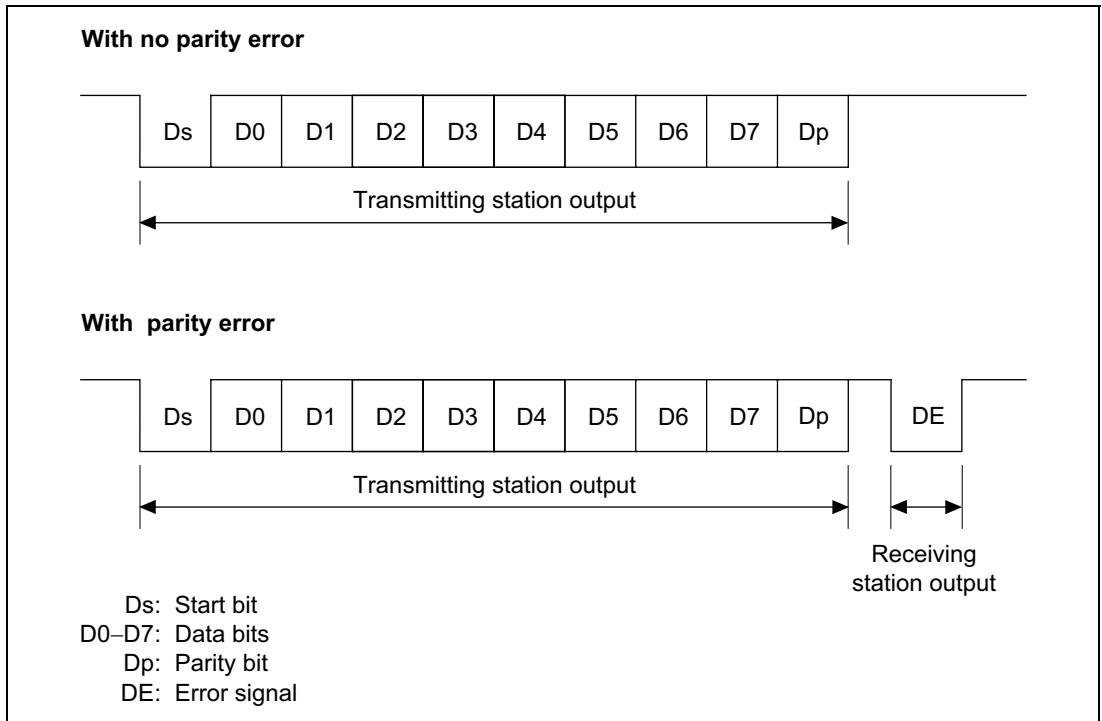 With no parity error
Ds D0 D1 D2 D3 D4 D5 D6 D7 Dp
Transmitting station output
With parity error
Ds D0 D1 D2 D3 D4 D5 D6 D7 Dp DE
Transmitting station output
Receiving
station output
Ds: Start bit
D0–D7: Data bits
Dp: Parity bit
DE: Error signal